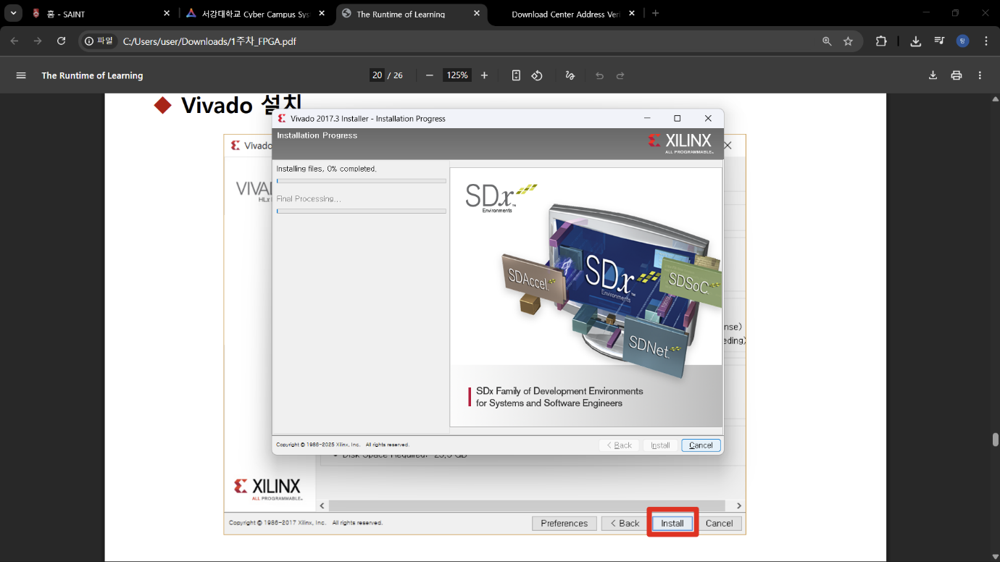 홈 - SAINT
서강대학교 Cyber Campus Sys
The Runtime of Learning
Download Center Address Veri
파일
C:/Users/user/Downloads/1주차_FPGA.pdf
탕
The Runtime of Learning
20 / 26
125%
Vivado 설치
Vivado
Vivado 2017.3 Installer - Installation Progress
Installation Progress
XILINX
ALL PROGRAMMABLE.
Installing files, 0% completed.
Final Processing...
SDx
Environments
SDx
Environments
SDAccel
SDSoC
SDNet
SDx Family of Development Environments
for Systems and Software Engineers
Copyright © 1986-2025 Xilinx, Inc. All rights reserved.
< Back
Install
Cancel
VIVA
HLx
nse)
eding)
Disk Space Required: 25,5 GB
XILINX
ALL PROGRAMMABLE.
Copyright © 1986-2017 Xilinx, Inc. All rights reserved.
Preferences
< Back
Install
Cancel